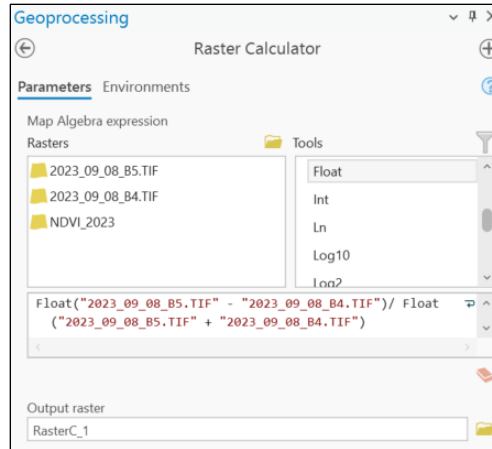 Geoprocessing
Raster Calculator
Parameters Environments
Map Algebra expression
Rasters
Tools
2023_09_08_B5.TIF
2023_09_08_B4.TIF
NDVI_2023
Float
Int
Ln
Log10
Log2
Float("2023_09_08_B5.TIF" - "2023_09_08_B4.TIF")/ Float
("2023_09_08_B5.TIF" + "2023_09_08_B4.TIF")
Output raster
RasterC_1